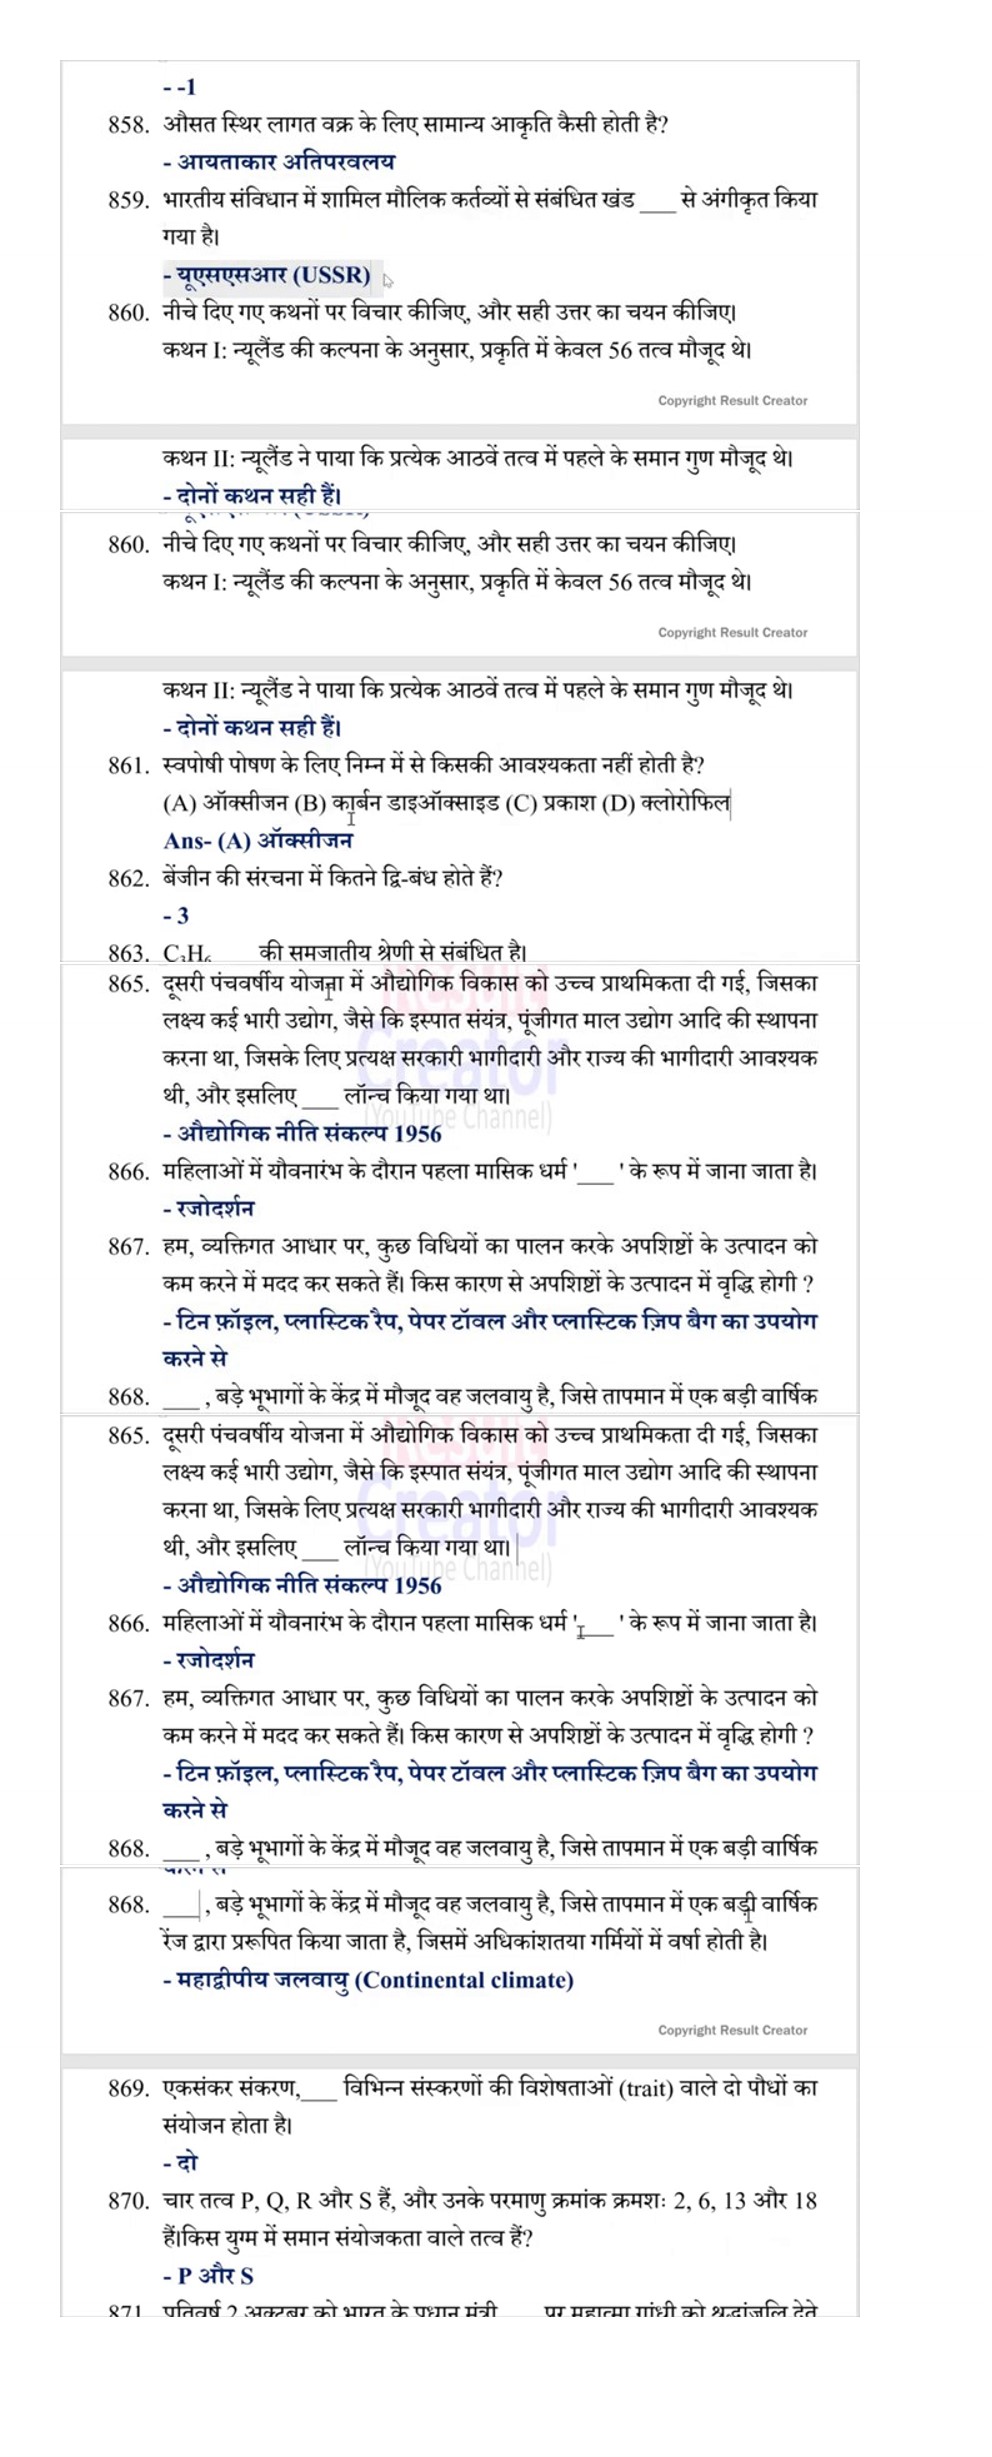 - -1
858. औसत स्थिर लागत वक्र के लिए सामान्य आकृति कैसी होती है?
- आयताकार अतिपरवलय
859. भारतीय संविधान में शामिल मौलिक कर्तव्यों से संबंधित खंड ___ से अंगीकृत किया
गया है।
- यूएसएसआर (USSR)
860. नीचे दिए गए कथनों पर विचार कीजिए, और सही उत्तर का चयन कीजिए।
कथन I: न्यूलैंड की कल्पना के अनुसार, प्रकृति में केवल 56 तत्व मौजूद थे।
Copyright Result Creator
कथन II: न्यूलैंड ने पाया कि प्रत्येक आठवें तत्व में पहले के समान गुण मौजूद थे।
- दोनों कथन सही हैं।
860. नीचे दिए गए कथनों पर विचार कीजिए, और सही उत्तर का चयन कीजिए।
कथन I: न्यूलैंड की कल्पना के अनुसार, प्रकृति में केवल 56 तत्व मौजूद थे।
Copyright Result Creator
कथन II: न्यूलैंड ने पाया कि प्रत्येक आठवें तत्व में पहले के समान गुण मौजूद थे।
- दोनों कथन सही हैं।
861. स्वपोषी पोषण के लिए निम्न में से किसकी आवश्यकता नहीं होती है?
(A) ऑक्सीजन (B) कार्बन डाइऑक्साइड (C) प्रकाश (D) क्लोरोफिल
Ans- (A) ऑक्सीजन
862. बेंजीन की संरचना में कितने द्वि-बंध होते हैं?
- 3
863. C₃H₆ ___ की समजातीय श्रेणी से संबंधित है।
865. दूसरी पंचवर्षीय योजना में औद्योगिक विकास को उच्च प्राथमिकता दी गई, जिसका
लक्ष्य कई भारी उद्योग, जैसे कि इस्पात संयंत्र, पूंजीगत माल उद्योग आदि की स्थापना
करना था, जिसके लिए प्रत्यक्ष सरकारी भागीदारी और राज्य की भागीदारी आवश्यक
थी, और इसलिए ___ लॉन्च किया गया था।
- औद्योगिक नीति संकल्प 1956
866. महिलाओं में यौवनारंभ के दौरान पहला मासिक धर्म '___ ' के रूप में जाना जाता है।
- रजोदर्शन
867. हम, व्यक्तिगत आधार पर, कुछ विधियों का पालन करके अपशिष्टों के उत्पादन को
कम करने में मदद कर सकते हैं। किस कारण से अपशिष्टों के उत्पादन में वृद्धि होगी ?
- टिन फ़ॉइल, प्लास्टिक रैप, पेपर टॉवल और प्लास्टिक ज़िप बैग का उपयोग
करने से
868. ___ , बड़े भूभागों के केंद्र में मौजूद वह जलवायु है, जिसे तापमान में एक बड़ी वार्षिक
865. दूसरी पंचवर्षीय योजना में औद्योगिक विकास को उच्च प्राथमिकता दी गई, जिसका
लक्ष्य कई भारी उद्योग, जैसे कि इस्पात संयंत्र, पूंजीगत माल उद्योग आदि की स्थापना
करना था, जिसके लिए प्रत्यक्ष सरकारी भागीदारी और राज्य की भागीदारी आवश्यक
थी, और इसलिए ___ लॉन्च किया गया था।
- औद्योगिक नीति संकल्प 1956
866. महिलाओं में यौवनारंभ के दौरान पहला मासिक धर्म '___ ' के रूप में जाना जाता है।
- रजोदर्शन
867. हम, व्यक्तिगत आधार पर, कुछ विधियों का पालन करके अपशिष्टों के उत्पादन को
कम करने में मदद कर सकते हैं। किस कारण से अपशिष्टों के उत्पादन में वृद्धि होगी ?
- टिन फ़ॉइल, प्लास्टिक रैप, पेपर टॉवल और प्लास्टिक ज़िप बैग का उपयोग
करने से
868. ___ , बड़े भूभागों के केंद्र में मौजूद वह जलवायु है, जिसे तापमान में एक बड़ी वार्षिक
868. ___ , बड़े भूभागों के केंद्र में मौजूद वह जलवायु है, जिसे तापमान में एक बड़ी वार्षिक
रेंज द्वारा प्ररूपित किया जाता है, जिसमें अधिकांशतया गर्मियों में वर्षा होती है।
- महाद्वीपीय जलवायु (Continental climate)
Copyright Result Creator
869. एकसंकर संकरण,___ विभिन्न संस्करणों की विशेषताओं (trait) वाले दो पौधों का
संयोजन होता है।
- दो
870. चार तत्व P, Q, R और S हैं, और उनके परमाणु क्रमांक क्रमशः 2, 6, 13 और 18
हैं।किस युग्म में समान संयोजकता वाले तत्व हैं?
- P और S
871. प्रतिवर्ष 2 अक्टूबर को भारत के प्रधान मंत्री ___ पर महात्मा गांधी को श्रद्धांजलि देते